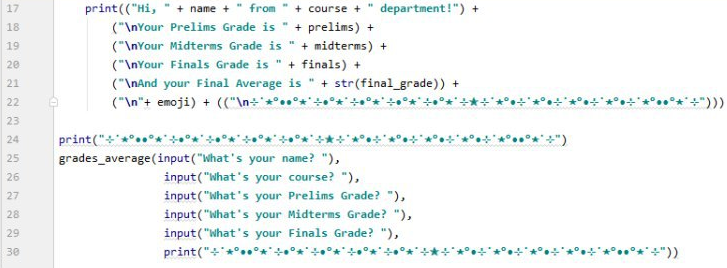 17 print(("Hi, " + name + " from " + course + " department!") +
18 ("\nYour Prelims Grade is " + prelims) +
19 ("\nYour Midterms Grade is " + midterms) +
20 ("\nYour Finals Grade is " + finals) +
21 ("\nAnd your Final Average is " + str(final_grade)) +
22 ("\n"+ emoji) + (("\n⊹˙★°••°★˙⊹•°★˙⊹•°★˙⊹•°★˙⊹•°★˙⊹★⊹˙★°•⊹˙★°•⊹˙★°•⊹˙★°•⊹˙★°••°★˙⊹")))
23
24 print("⊹˙★°••°★˙⊹•°★˙⊹•°★˙⊹•°★˙⊹•°★˙⊹★⊹˙★°•⊹˙★°•⊹˙★°•⊹˙★°•⊹˙★°••°★˙⊹")
25 grades_average(input("What's your name? "),
26 input("What's your course? "),
27 input("What's your Prelims Grade? "),
28 input("What's your Midterms Grade? "),
29 input("What's your Finals Grade? "),
30 print("⊹˙★°••°★˙⊹•°★˙⊹•°★˙⊹•°★˙⊹•°★˙⊹★⊹˙★°•⊹˙★°•⊹˙★°•⊹˙★°•⊹˙★°••°★˙⊹"))